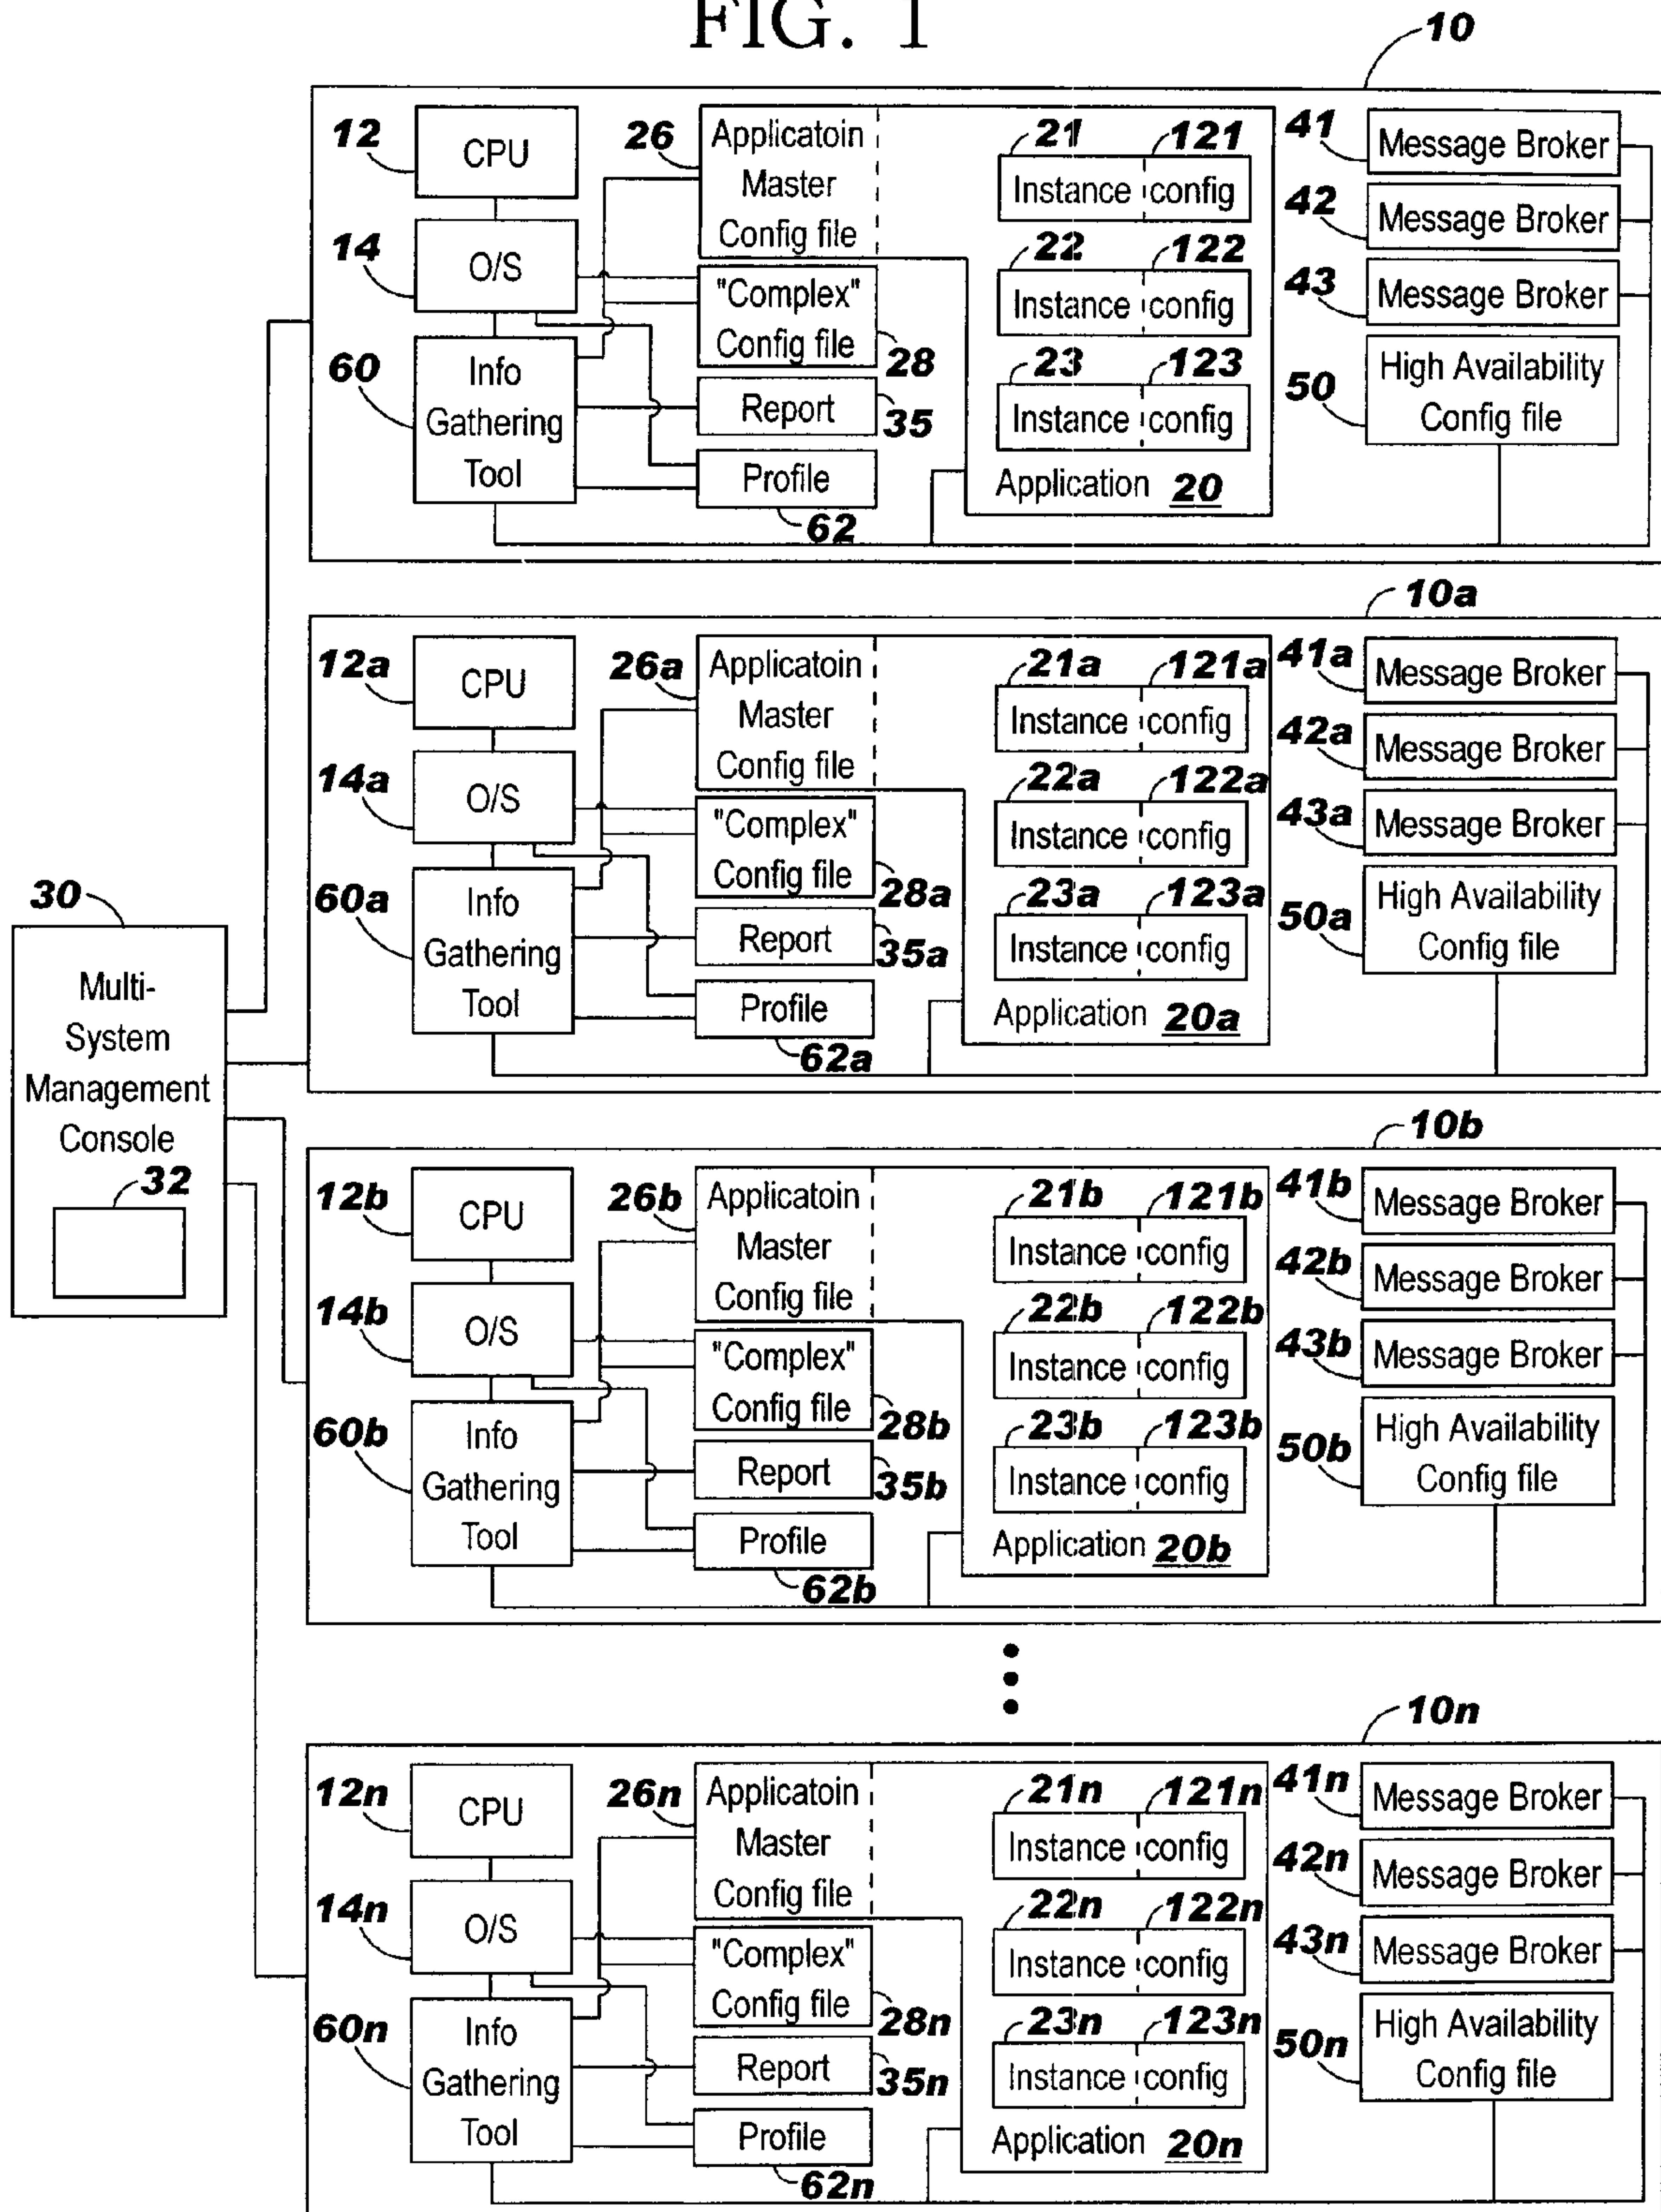 FIG. 1
10
12
CPU
26
Applicatoin
Master
Config file
21
121
Instance
config
41
Message Broker
14
O/S
"Complex"
Config file
28
22
122
Instance
config
42
Message Broker
43
Message Broker
60
Info
Gathering
Tool
Report
35
Profile
62
23
123
Instance
config
Application 20
50
High Availability
Config file
10a
12a
CPU
26a
Applicatoin
Master
Config file
21a
121a
Instance
config
41a
Message Broker
14a
O/S
"Complex"
Config file
28a
22a
122a
Instance
config
42a
Message Broker
43a
Message Broker
60a
Info
Gathering
Tool
Report
35a
Profile
62a
23a
123a
Instance
config
Application 20a
50a
High Availability
Config file
30
Multi-
System
Management
Console
32
10b
12b
CPU
26b
Applicatoin
Master
Config file
21b
121b
Instance
config
41b
Message Broker
14b
O/S
"Complex"
Config file
28b
22b
122b
Instance
config
42b
Message Broker
43b
Message Broker
60b
Info
Gathering
Tool
Report
35b
Profile
62b
23b
123b
Instance
config
Application 20b
50b
High Availability
Config file
10n
12n
CPU
26n
Applicatoin
Master
Config file
21n
121n
Instance
config
41n
Message Broker
14n
O/S
"Complex"
Config file
28n
22n
122n
Instance
config
42n
Message Broker
43n
Message Broker
60n
Info
Gathering
Tool
Report
35n
Profile
62n
23n
123n
Instance
config
Application 20n
50n
High Availability
Config file